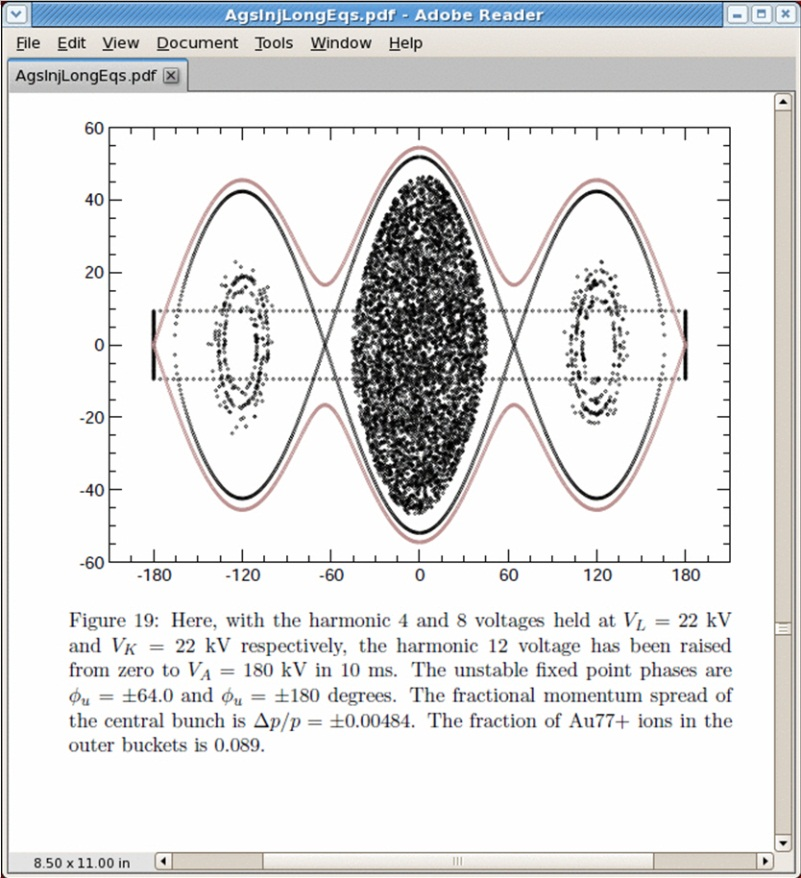 AgsInjLongEqs.pdf - Adobe Reader
File Edit View Document Tools Window Help
AgsInjLongEqs.pdf
60
40
20
0
-20
-40
-60
-180 -120 -60 0 60 120 180
Figure 19: Here, with the harmonic 4 and 8 voltages held at V_L = 22 kV
and V_K = 22 kV respectively, the harmonic 12 voltage has been raised
from zero to V_A = 180 kV in 10 ms. The unstable fixed point phases are
ϕ_u = ±64.0 and ϕ_u = ±180 degrees. The fractional momentum spread of
the central bunch is Δp/p = ±0.00484. The fraction of Au77+ ions in the
outer buckets is 0.089.
8.50 x 11.00 in